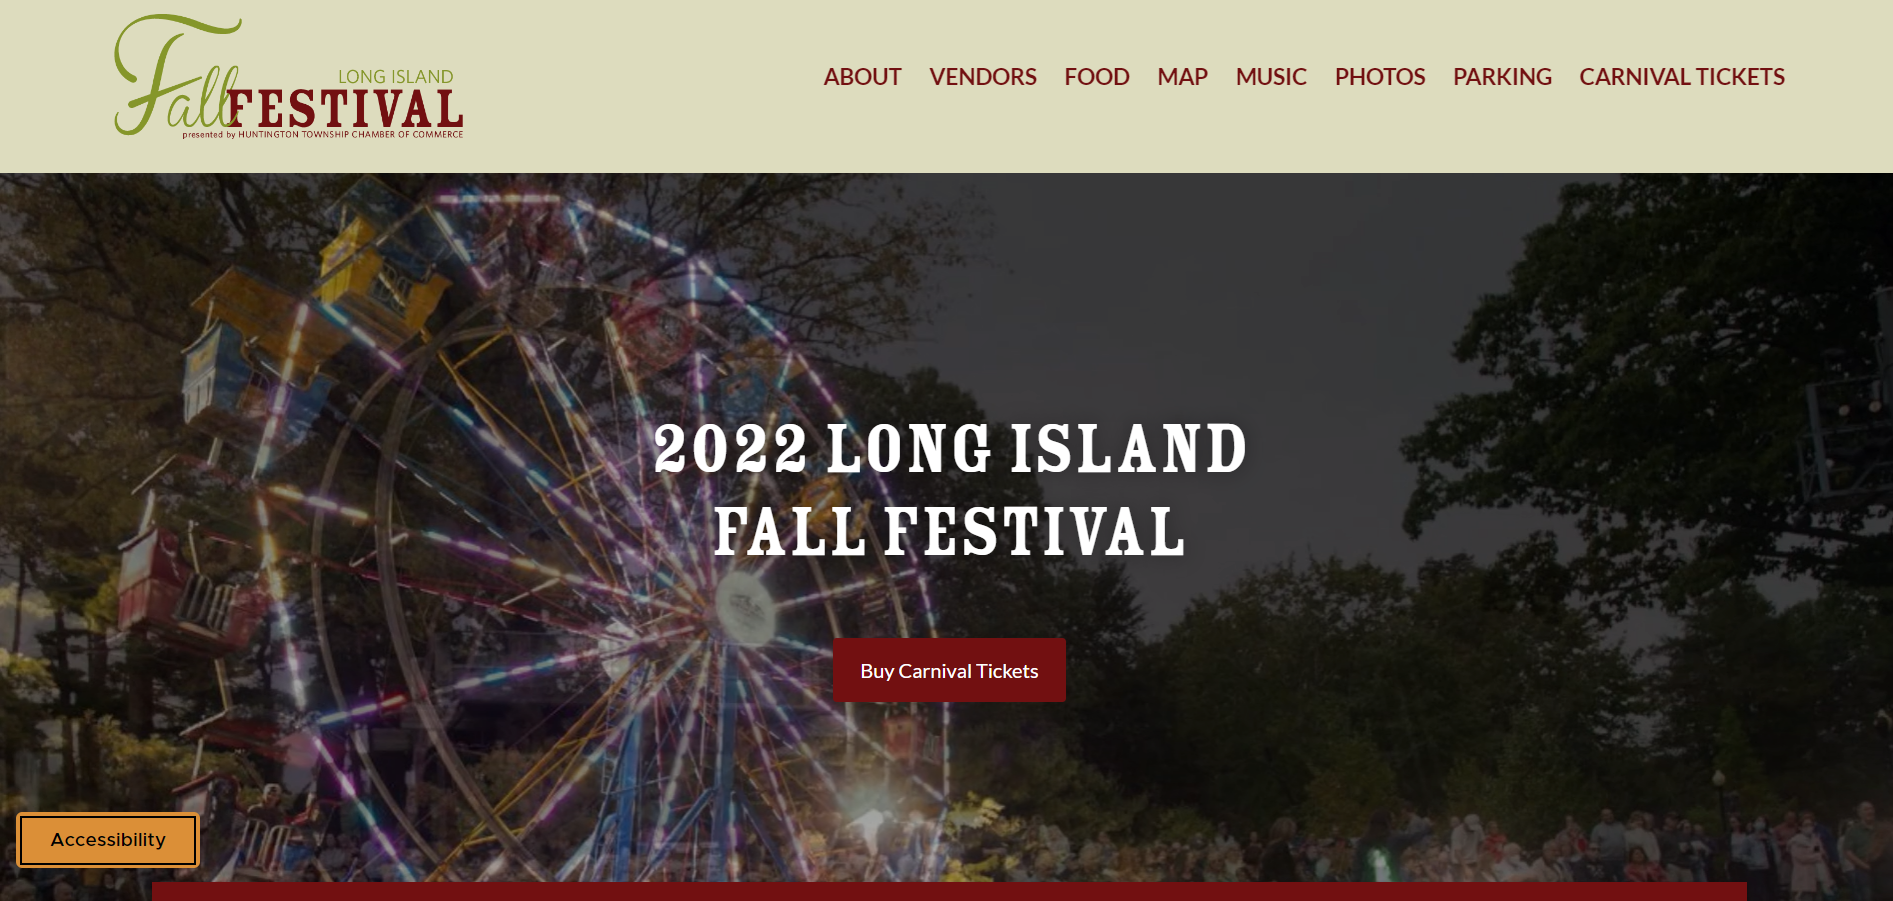 Fall
LONG ISLAND
FESTIVAL
presented by HUNTINGTON TOWNSHIP CHAMBER OF COMMERCE
ABOUT VENDORS FOOD MAP MUSIC PHOTOS PARKING CARNIVAL TICKETS
2022 LONG ISLAND
FALL FESTIVAL
Buy Carnival Tickets
Accessibility